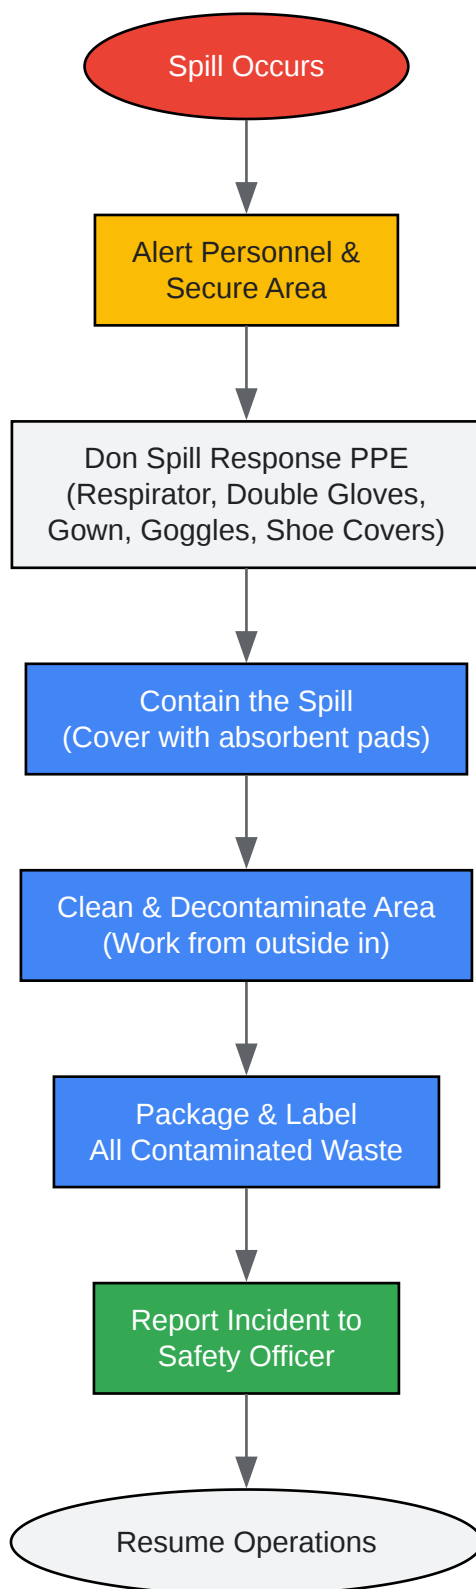 Spill Occurs
Alert Personnel &
Secure Area
Don Spill Response PPE
(Respirator, Double Gloves,
Gown, Goggles, Shoe Covers)
Contain the Spill
(Cover with absorbent pads)
Clean & Decontaminate Area
(Work from outside in)
Package & Label
All Contaminated Waste
Report Incident to
Safety Officer
Resume Operations